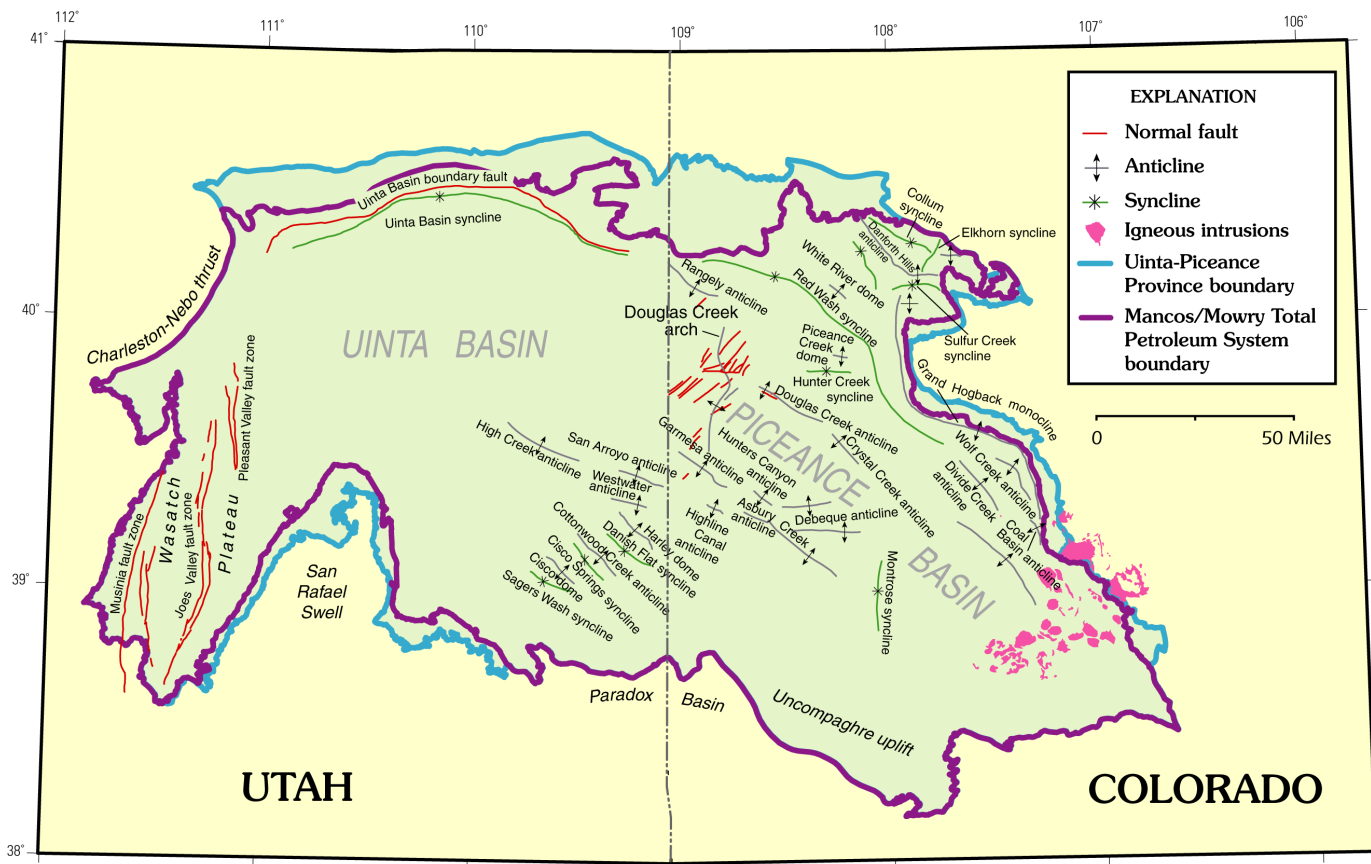 112°
111°
110°
109°
108°
107°
106°
41°
40°
39°
38°
EXPLANATION
Normal fault
Anticline
Syncline
Igneous intrusions
Uinta-Piceance
Province boundary
Mancos/Mowry Total
Petroleum System
boundary
0
50 Miles
Uinta Basin boundary fault
Uinta Basin syncline
Charleston-Nebo thrust
UINTA BASIN
Pleasant Valley fault zone
Wasatch
Plateau
Musinia fault zone
Joes Valley fault zone
San
Rafael
Swell
Collum
syncline
Elkhorn syncline
Danforth Hills
anticline
White River dome
Red Wash syncline
Rangely anticline
Douglas Creek
arch
Piceance
Creek
dome
Hunter Creek
syncline
Sulfur Creek
syncline
Grand Hogback monocline
Douglas Creek anticline
PICEANCE
BASIN
High Creek anticline
San Arroyo anticline
Garmesa anticline
Hunters Canyon
anticline
Crystal Creek anticline
Wolf Creek anticline
Divide Creek
anticline
Westwater
anticline
Asbury Creek
anticline
Debeque anticline
Coal
Basin anticline
Highline
Canal
anticline
Harley dome
Danish Flat syncline
Cottonwood Creek anticline
Cisco Springs syncline
Cisco dome
Sagers Wash syncline
Montrose syncline
Paradox Basin
Uncompaghre uplift
UTAH
COLORADO